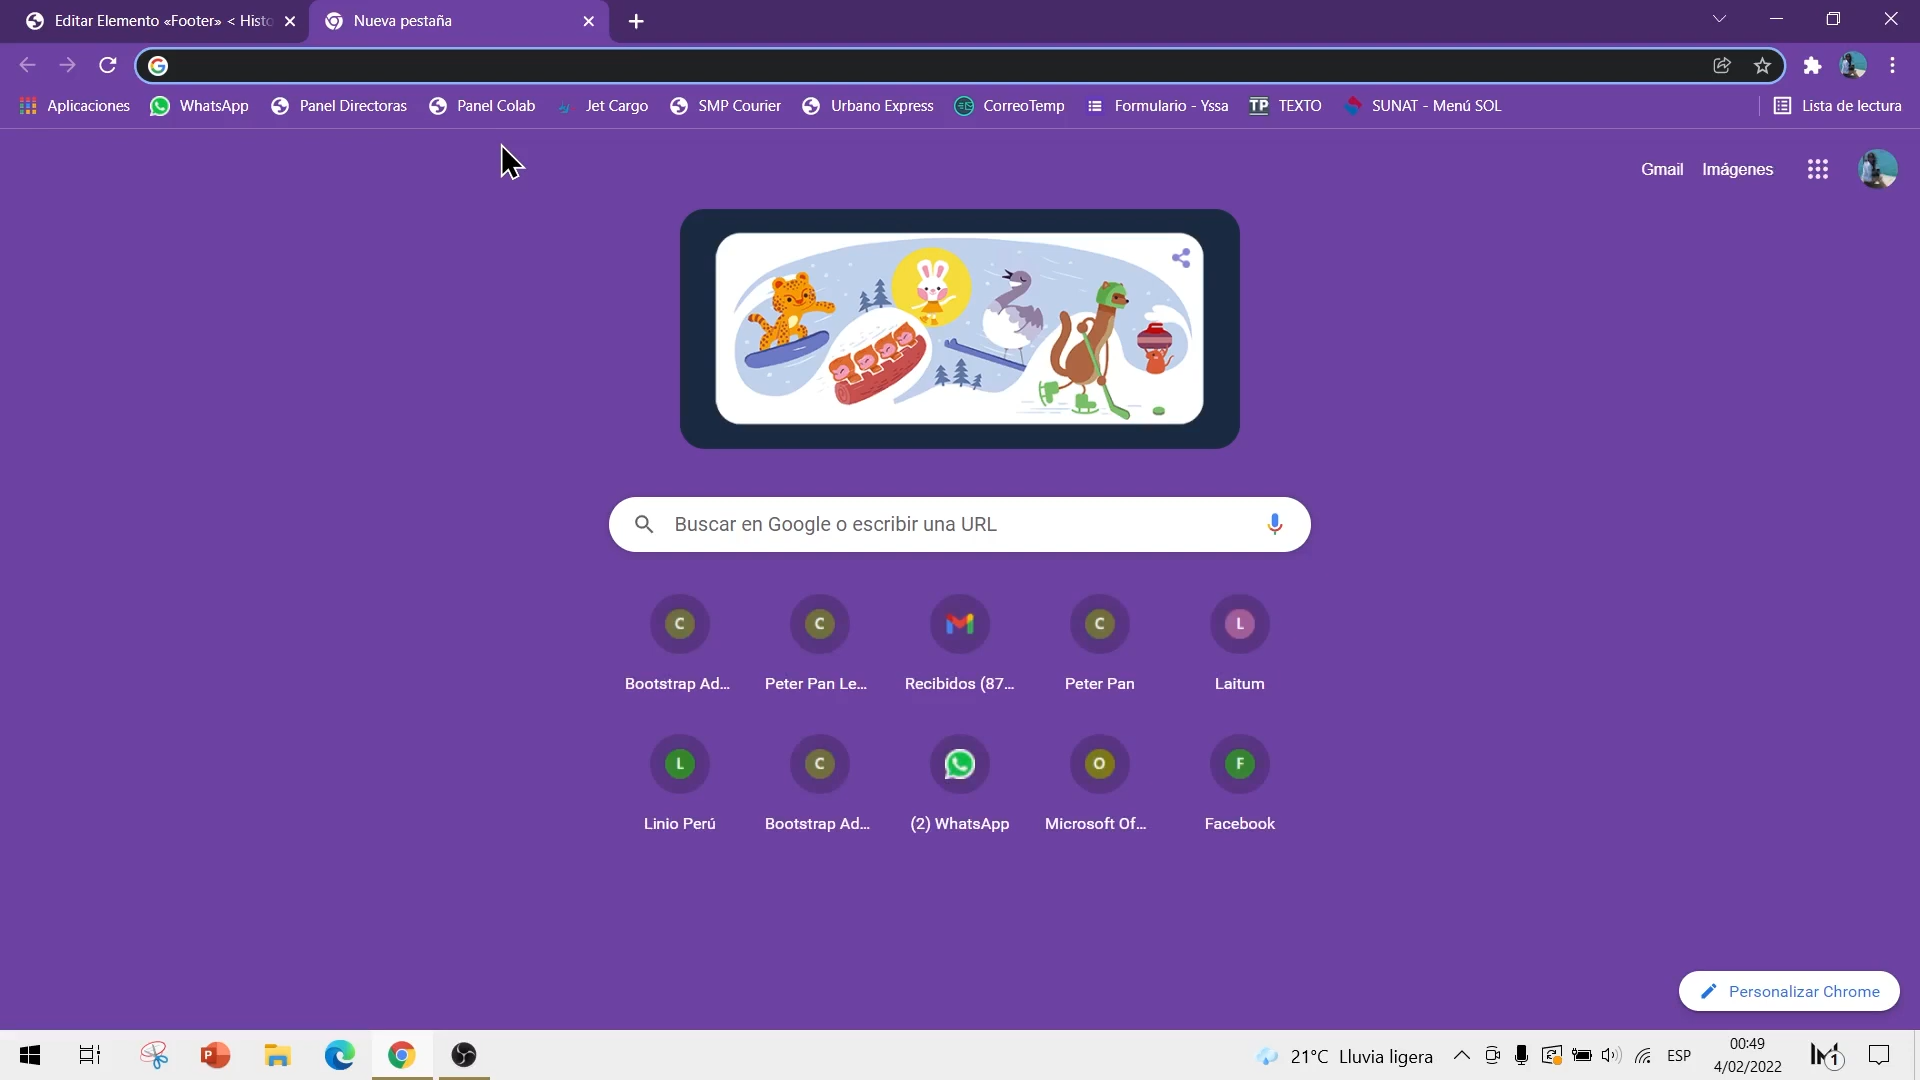 Editar Elemento «Footer» < Histo
Nueva pestaña
Aplicaciones
WhatsApp
Panel Directoras
Panel Colab
Jet Cargo
SMP Courier
Urbano Express
CorreoTemp
Formulario - Yssa
TP TEXTO
SUNAT - Menú SOL
Lista de lectura
Gmail
Imágenes
Buscar en Google o escribir una URL
C
C
C
L
Bootstrap Ad...
Peter Pan Le...
Recibidos (87...
Peter Pan
Laitum
L
C
O
F
Linio Perú
Bootstrap Ad...
(2) WhatsApp
Microsoft Of...
Facebook
Personalizar Chrome
21°C Lluvia ligera
ESP
00:49
4/02/2022
1